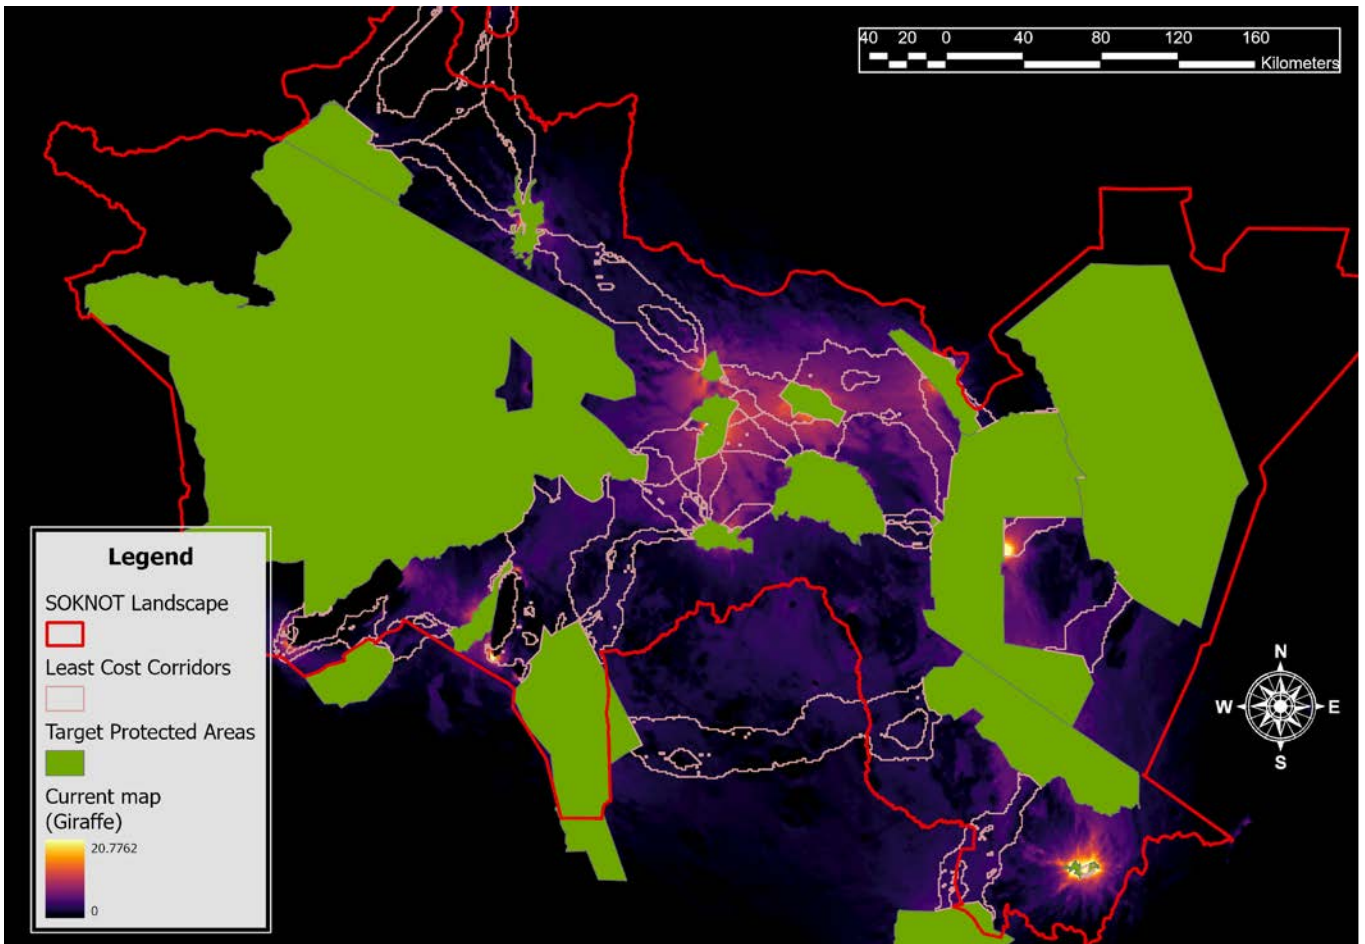 40 20 0 40 80 120 160
Kilometers
Legend
SOKNOT Landscape
Least Cost Corridors
Target Protected Areas
Current map
(Giraffe)
20.7762
0
N
W E
S